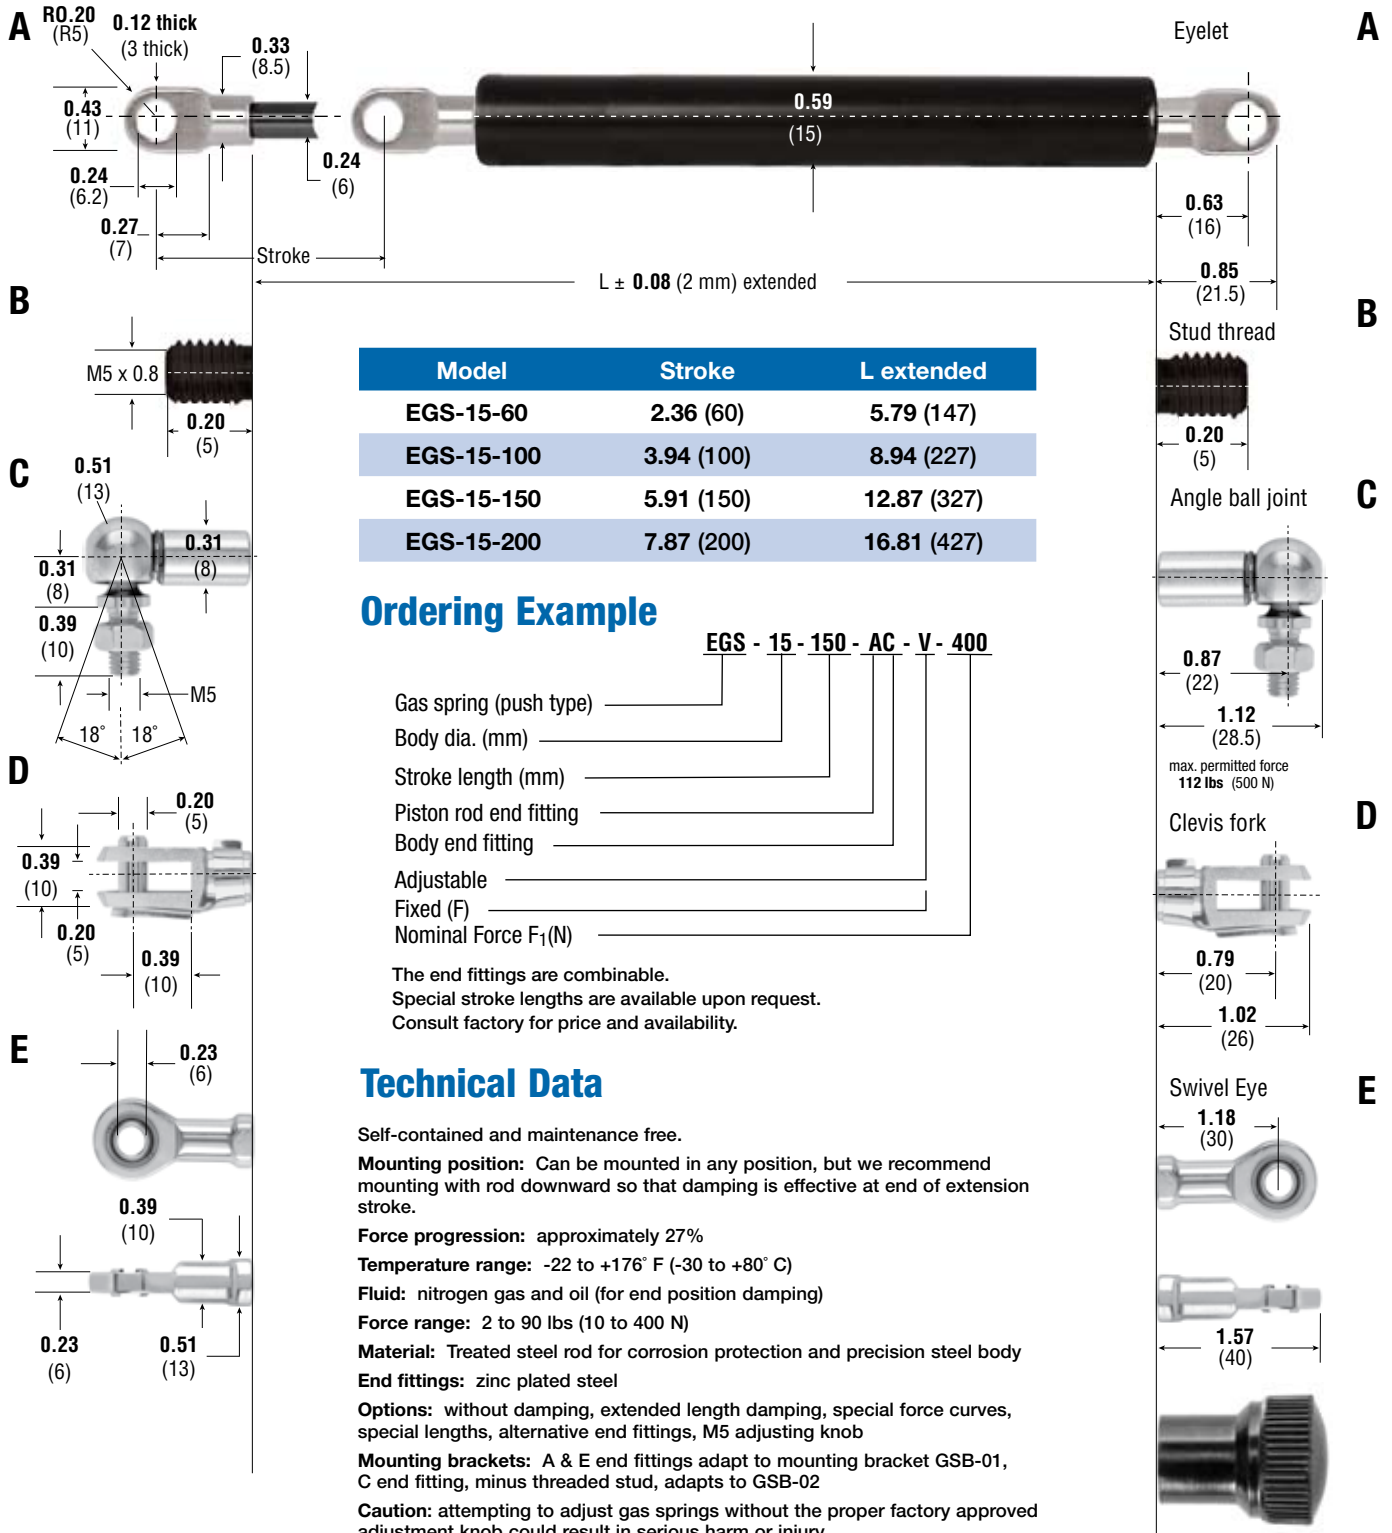 A
R0.20
(R5)
0.12 thick
(3 thick)
0.33
(8.5)
0.43
(11)
0.24
(6.2)
0.27
(7)
0.24
(6)
Stroke
0.59
(15)
Eyelet
A
0.63
(16)
0.85
(21.5)
L ± 0.08 (2 mm) extended
B
M5 x 0.8
0.20
(5)
Stud thread
B
0.20
(5)
Model Stroke L extended
EGS-15-60 2.36 (60) 5.79 (147)
EGS-15-100 3.94 (100) 8.94 (227)
EGS-15-150 5.91 (150) 12.87 (327)
EGS-15-200 7.87 (200) 16.81 (427)
C
0.51
(13)
0.31
(8)
0.31
(8)
0.39
(10)
M5
18° 18°
Angle ball joint
C
0.87
(22)
1.12
(28.5)
max. permitted force
112 lbs (500 N)
Ordering Example
EGS - 15 - 150 - AC - V - 400
Gas spring (push type)
Body dia. (mm)
Stroke length (mm)
Piston rod end fitting
Body end fitting
Adjustable
Fixed (F)
Nominal Force F1(N)
The end fittings are combinable.
Special stroke lengths are available upon request.
Consult factory for price and availability.
D
0.20
(5)
0.39
(10)
0.20
(5)
0.39
(10)
Clevis fork
D
0.79
(20)
1.02
(26)
E
0.23
(6)
0.39
(10)
0.23
(6)
0.51
(13)
Swivel Eye
E
1.18
(30)
1.57
(40)
Technical Data
Self-contained and maintenance free.
Mounting position: Can be mounted in any position, but we recommend
mounting with rod downward so that damping is effective at end of extension
stroke.
Force progression: approximately 27%
Temperature range: -22 to +176° F (-30 to +80° C)
Fluid: nitrogen gas and oil (for end position damping)
Force range: 2 to 90 lbs (10 to 400 N)
Material: Treated steel rod for corrosion protection and precision steel body
End fittings: zinc plated steel
Options: without damping, extended length damping, special force curves,
special lengths, alternative end fittings, M5 adjusting knob
Mounting brackets: A & E end fittings adapt to mounting bracket GSB-01,
C end fitting, minus threaded stud, adapts to GSB-02
Caution: attempting to adjust gas springs without the proper factory approved
adjustment knob could result in serious harm or injury